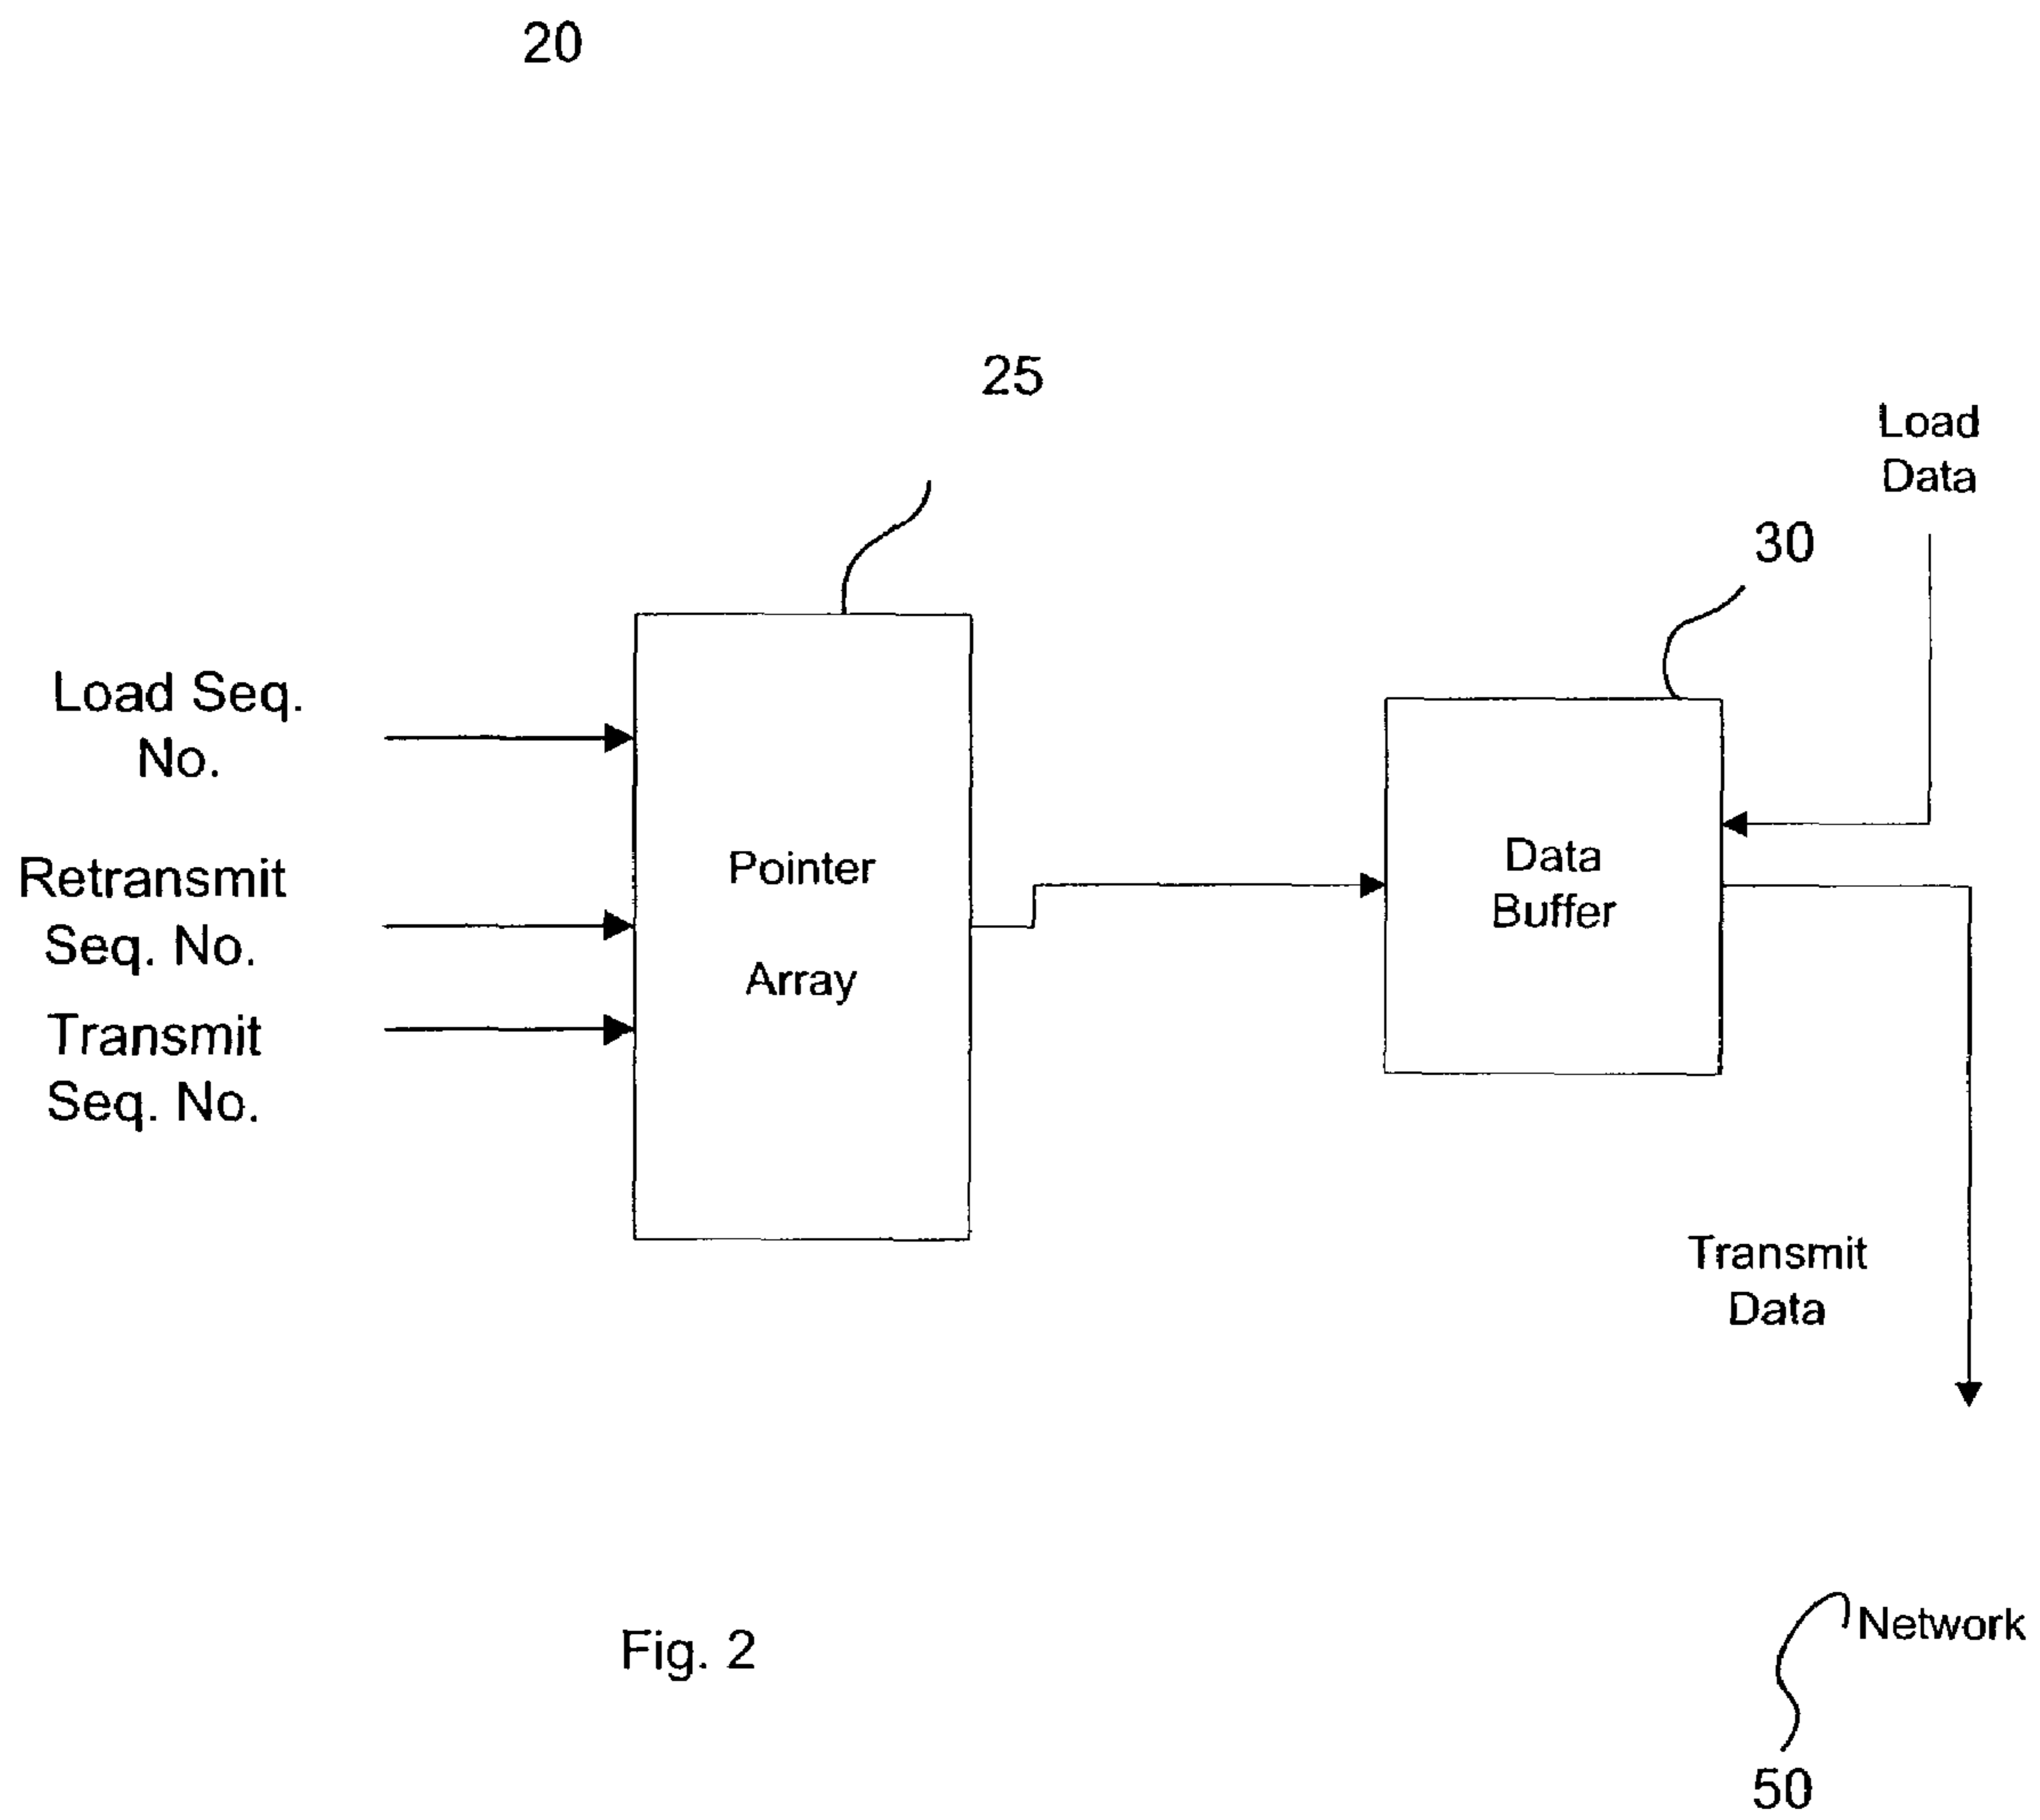 20
25
Load
Data
30
Load Seq.
No.
Retransmit
Seq. No.
Transmit
Seq. No.
Pointer
Array
Data
Buffer
Transmit
Data
Fig. 2
Network
50